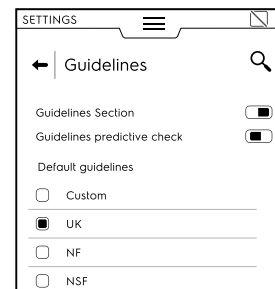 SETTINGS
Guidelines
Guidelines Section
Guidelines predictive check
Default guidelines
Custom
UK
NF
NSF